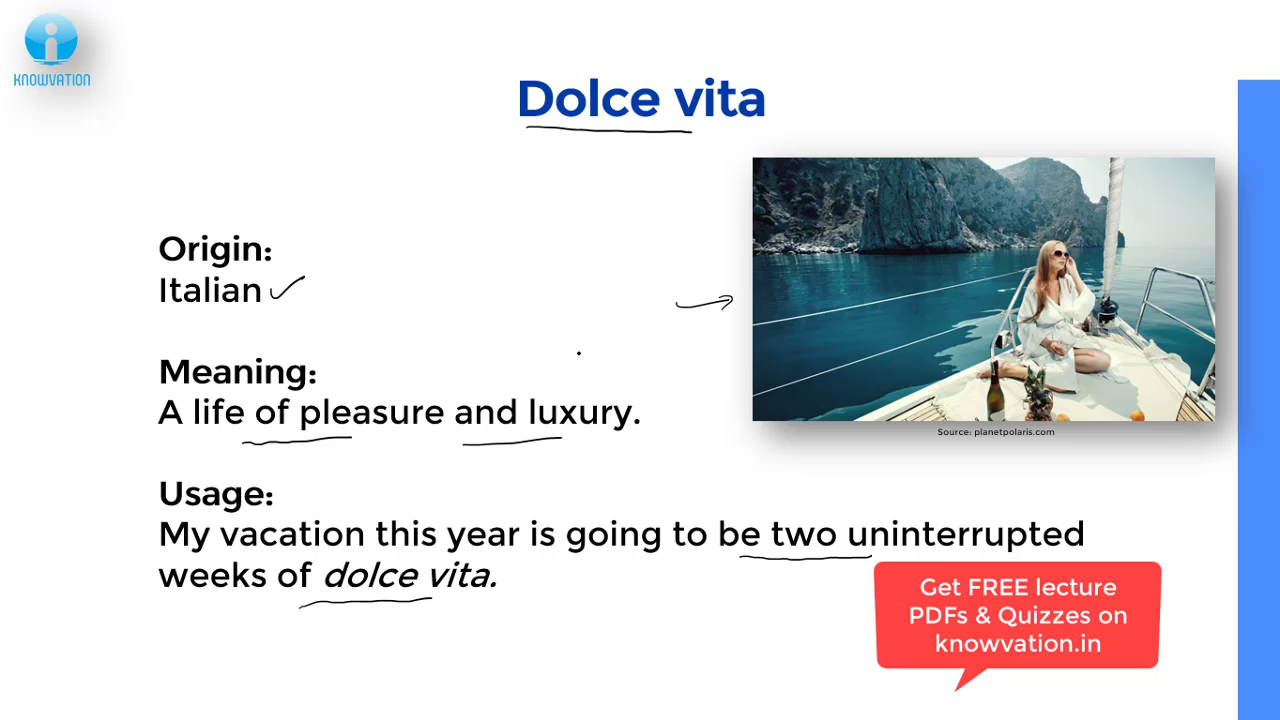 KNOWVATION
Dolce vita
Origin:
Italian
Meaning:
A life of pleasure and luxury.
Source: planetpolaris.com
Usage:
My vacation this year is going to be two uninterrupted
weeks of dolce vita.
Get FREE lecture
PDFs & Quizzes on
knowvation.in